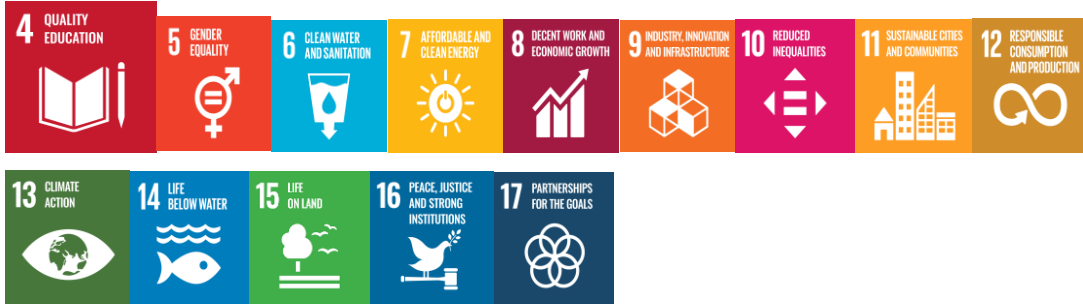 4 QUALITY
EDUCATION
5 GENDER
EQUALITY
6 CLEAN WATER
AND SANITATION
7 AFFORDABLE AND
CLEAN ENERGY
8 DECENT WORK AND
ECONOMIC GROWTH
9 INDUSTRY, INNOVATION
AND INFRASTRUCTURE
10 REDUCED
INEQUALITIES
11 SUSTAINABLE CITIES
AND COMMUNITIES
12 RESPONSIBLE
CONSUMPTION
AND PRODUCTION
13 CLIMATE
ACTION
14 LIFE
BELOW WATER
15 LIFE
ON LAND
16 PEACE, JUSTICE
AND STRONG
INSTITUTIONS
17 PARTNERSHIPS
FOR THE GOALS